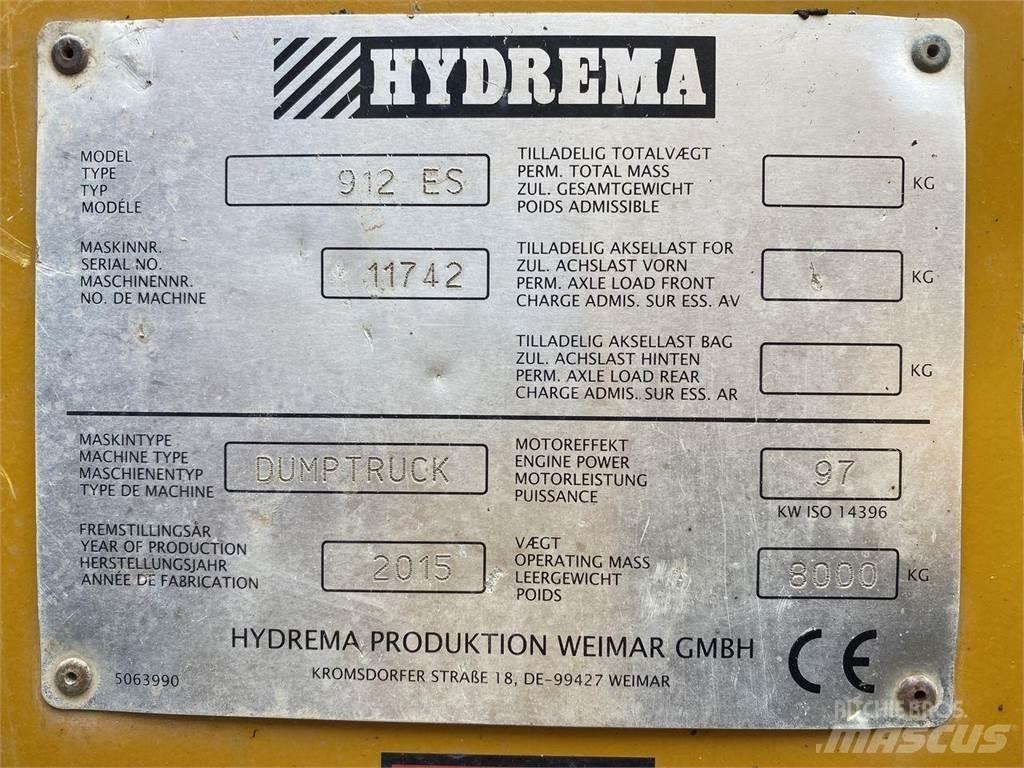 HYDREMA
MODEL
TYPE
TYP
MODÉLE
912 ES
TILLADELIG TOTALVÆGT
PERM. TOTAL MASS
ZUL. GESAMTGEWICHT
POIDS ADMISSIBLE
KG
MASKINNR.
SERIAL NO.
MASCHINENNR.
NO. DE MACHINE
11742
TILLADELIG AKSELLAST FOR
ZUL. ACHSLAST VORN
PERM. AXLE LOAD FRONT
CHARGE ADMIS. SUR ESS. AV
KG
TILLADELIG AKSELLAST BAG
ZUL. ACHSLAST HINTEN
PERM. AXLE LOAD REAR
CHARGE ADMIS. SUR ESS. AR
KG
MASKINTYPE
MACHINE TYPE
MASCHIENENTYP
TYPE DE MACHINE
DUMPTRUCK
MOTOREFFEKT
ENGINE POWER
MOTORLEISTUNG
PUISSANCE
97
KW ISO 14396
FREMSTILLINGSÅR
YEAR OF PRODUCTION
HERSTELLUNGSJAHR
ANNÉE DE FABRICATION
2015
VÆGT
OPERATING MASS
LEERGEWICHT
POIDS
8000
KG
HYDREMA PRODUKTION WEIMAR GMBH
CE
5063990
KROMSDORFER STRAßE 18, DE-99427 WEIMAR
RITCHIE BROS.
MASCUS